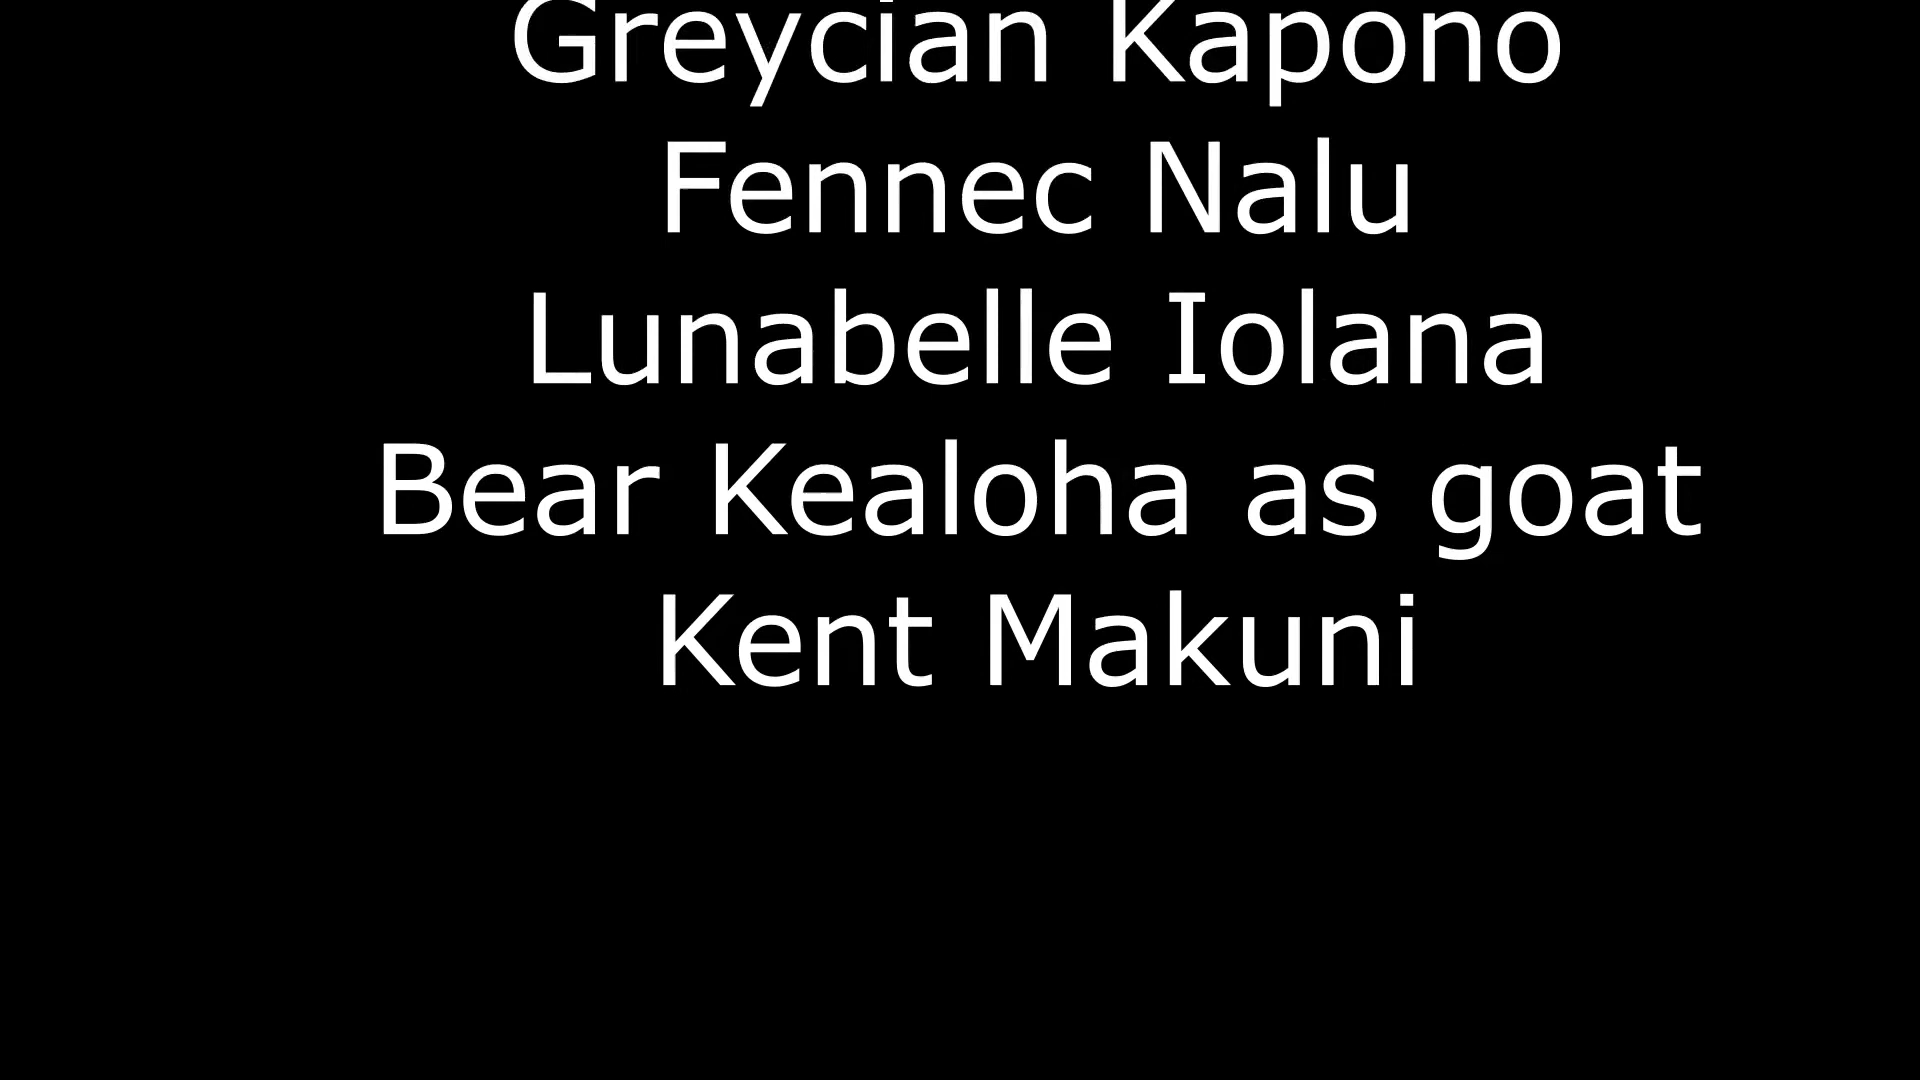 Greycian Kapono
Fennec Nalu
Lunabelle Iolana
Bear Kealoha as goat
Kent Makuni